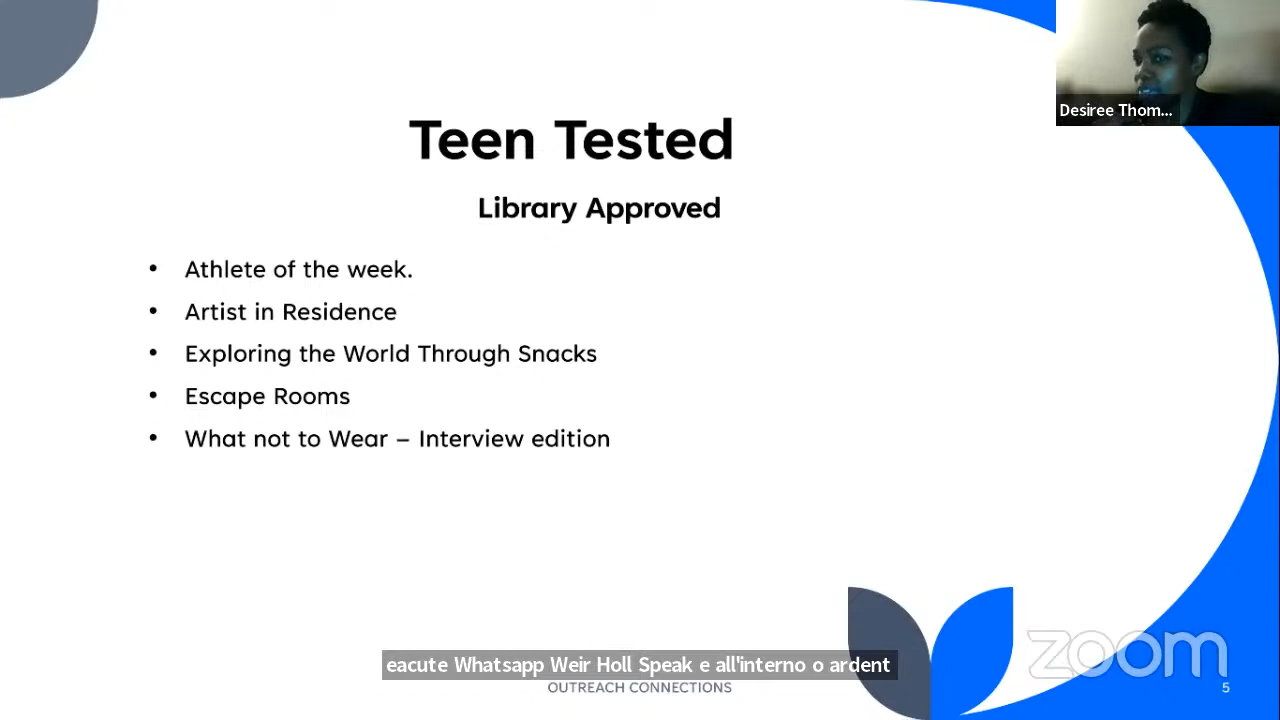 Desiree Thom...
Teen Tested
Library Approved
• Athlete of the week.
• Artist in Residence
• Exploring the World Through Snacks
• Escape Rooms
• What not to Wear – Interview edition
eacute Whatsapp Weir Holl Speak e all'interno o ardent
OUTREACH CONNECTIONS
zoom
5